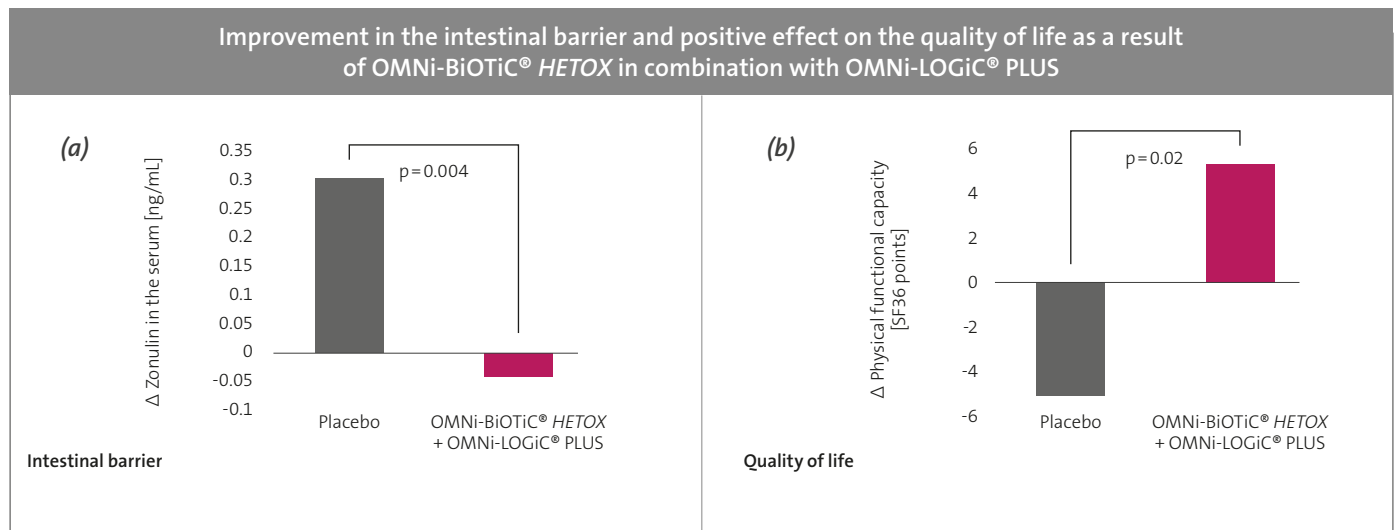 Improvement in the intestinal barrier and positive effect on the quality of life as a result
of OMNi-BiOTiC® HETOX in combination with OMNi-LOGiC® PLUS
(a)
Δ Zonulin in the serum [ng/mL]
0.35
0.3
0.25
0.2
0.15
0.1
0.05
0
-0.05
-0.1
p=0.004
Placebo
OMNi-BiOTiC® HETOX
+ OMNi-LOGiC® PLUS
Intestinal barrier
(b)
Δ Physical functional capacity
[SF36 points]
6
4
2
0
-2
-4
-6
p=0.02
Placebo
OMNi-BiOTiC® HETOX
+ OMNi-LOGiC® PLUS
Quality of life